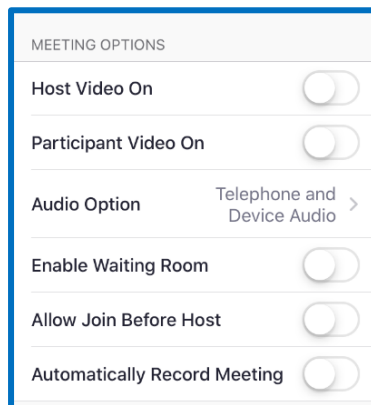 MEETING OPTIONS
Host Video On
Participant Video On
Audio Option
Telephone and
Device Audio
Enable Waiting Room
Allow Join Before Host
Automatically Record Meeting